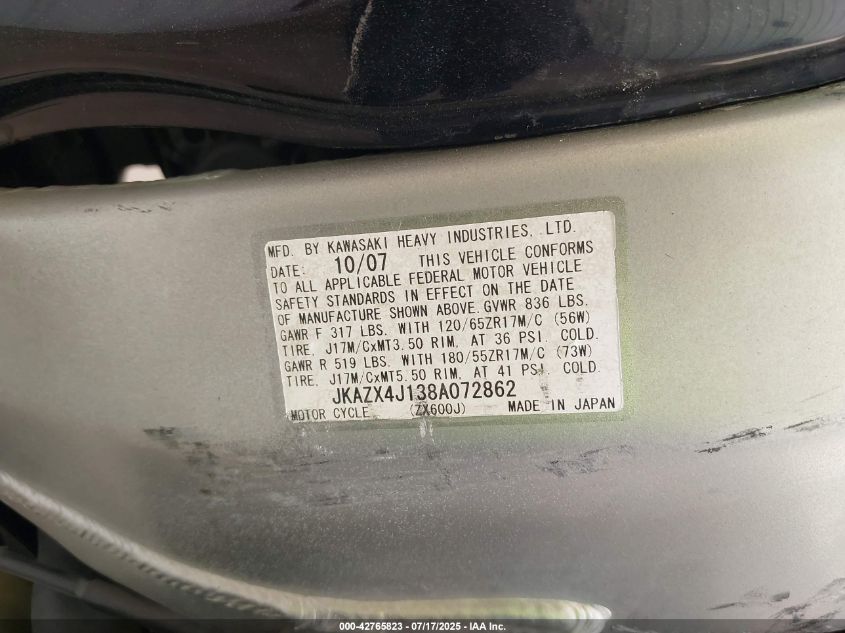 MFD. BY KAWASAKI HEAVY INDUSTRIES, LTD.
DATE: 10/07 THIS VEHICLE CONFORMS
TO ALL APPLICABLE FEDERAL MOTOR VEHICLE
SAFETY STANDARDS IN EFFECT ON THE DATE
OF MANUFACTURE SHOWN ABOVE. GVWR 836 LBS.
GAWR F 317 LBS. WITH 120/65ZR17M/C (56W)
TIRE, J17M/CxMT3.50 RIM, AT 36 PSI. COLD.
GAWR R 519 LBS. WITH 180/55ZR17M/C (73W)
TIRE, J17M/CxMT5.50 RIM, AT 41 PSI. COLD.
JKAZX4J138A072862
MOTOR CYCLE (ZX600J) MADE IN JAPAN
000-42765823 - 07/17/2025 - IAA Inc.